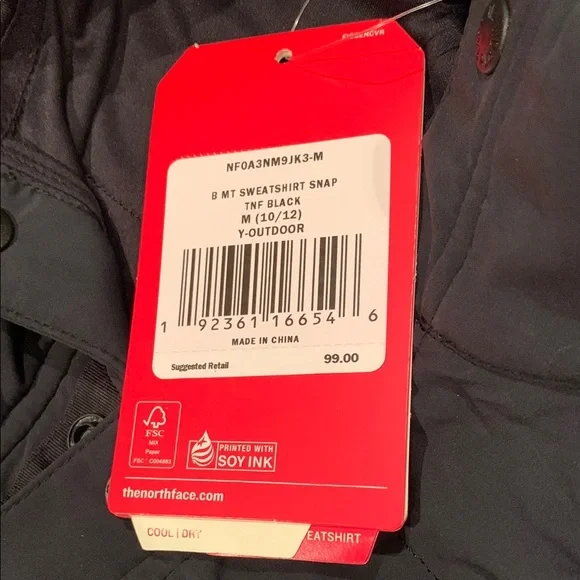 NF0A3NM9JK3-M
B MT SWEATSHIRT SNAP
TNF BLACK
M (10/12)
Y-OUTDOOR
1 92361 16654 6
MADE IN CHINA
Suggested Retail 99.00
FSC
MIX
Paper
PRINTED WITH
SOY INK
thenorthface.com
COOL | DRY
EATSHIRT